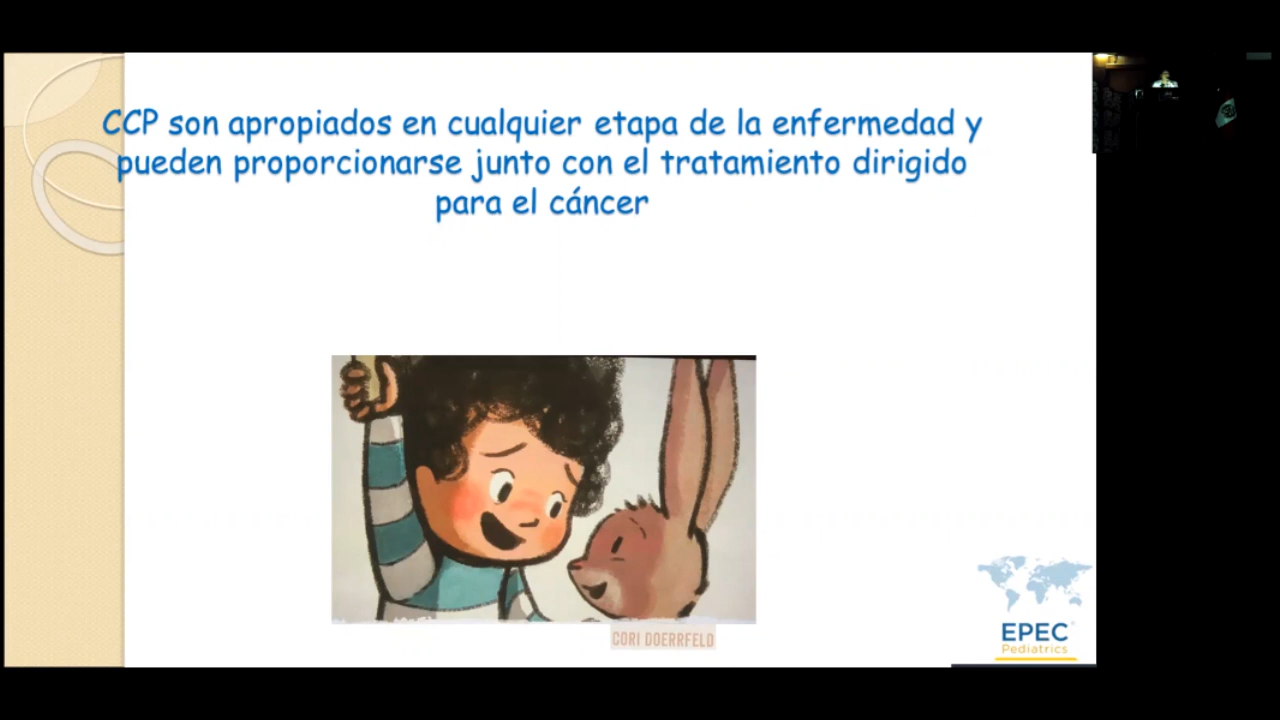 CCP son apropiados en cualquier etapa de la enfermedad y
pueden proporcionarse junto con el tratamiento dirigido
para el cáncer
CORI DOERRFELD
EPEC
Pediatrics